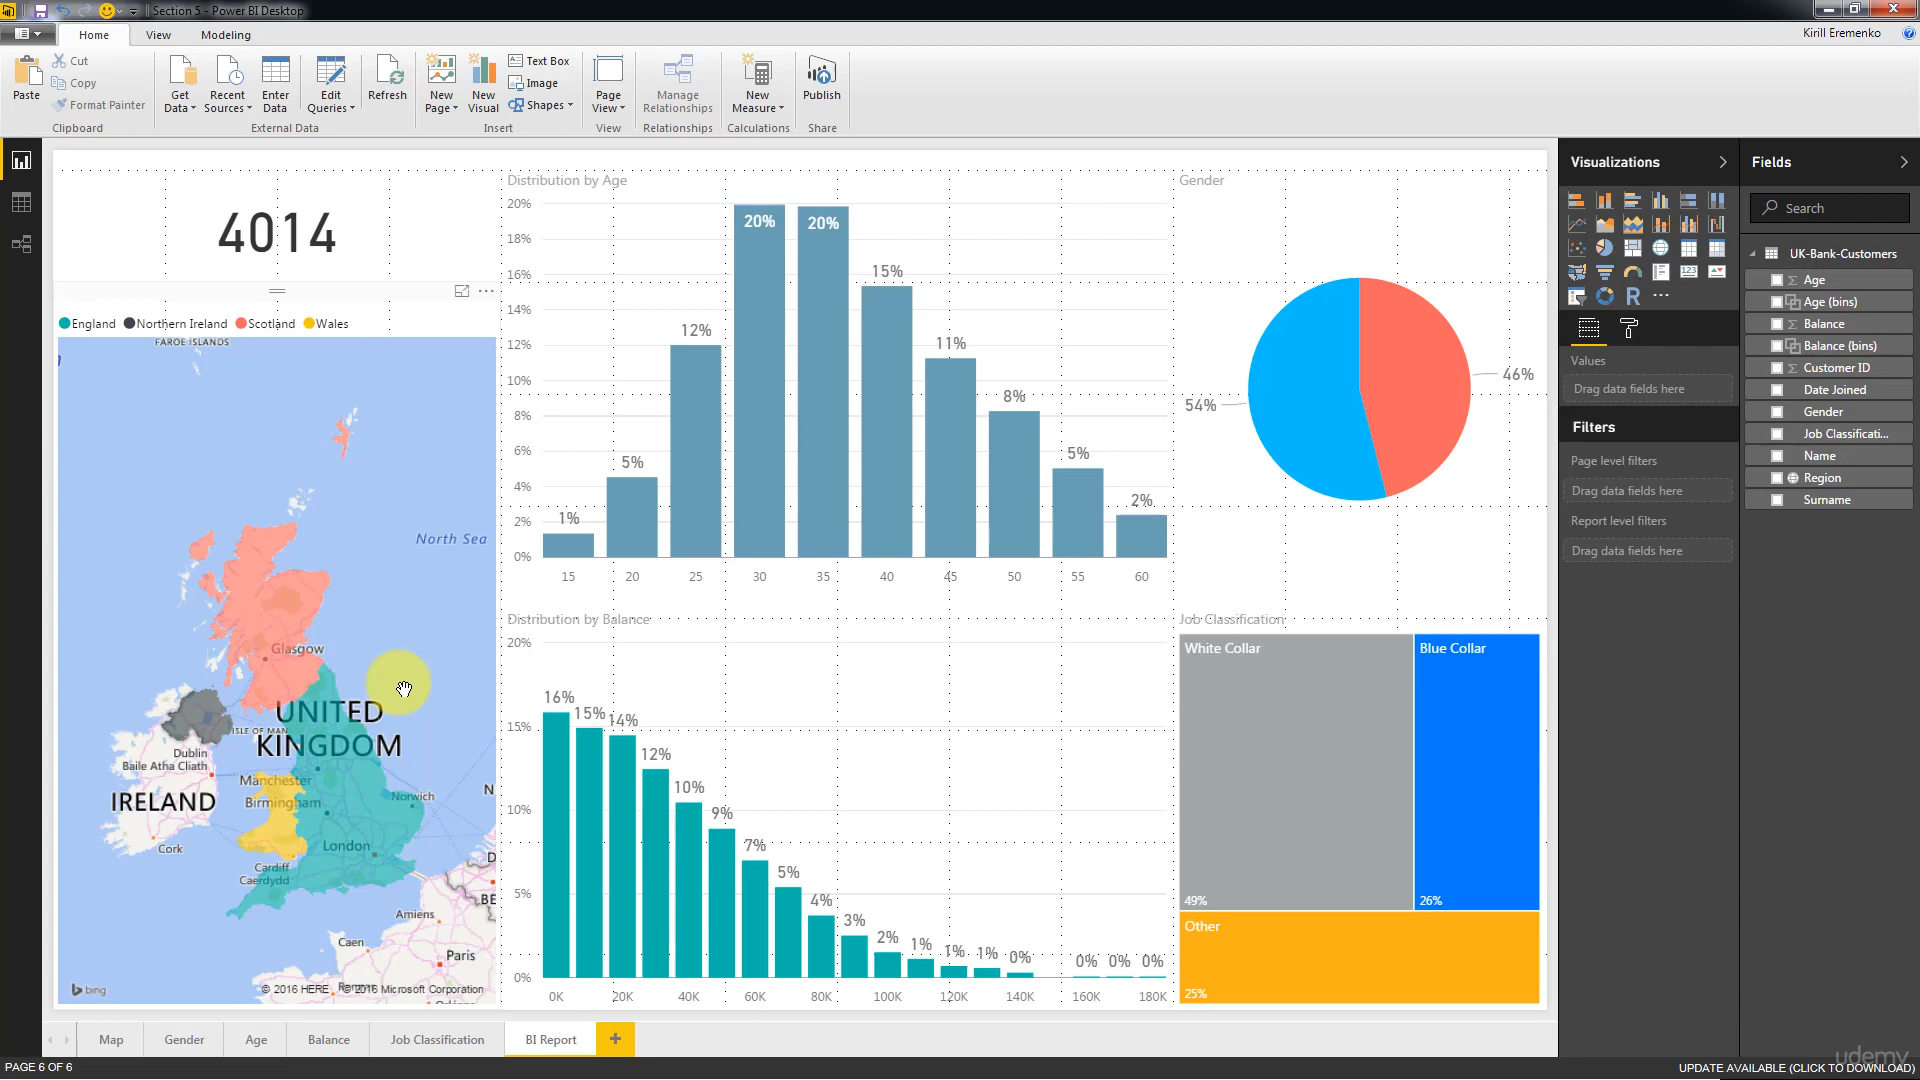 Section 5 - Power BI Desktop
Home View Modeling
Kirill Eremenko
Paste
Cut
Copy
Format Painter
Clipboard
Get Data
Recent Sources
Enter Data
Edit Queries
External Data
Refresh
New Page
New Visual
Text Box
Image
Shapes
Insert
Page View
View
Manage Relationships
Relationships
New Measure
Calculations
Publish
Share
4014
England Northern Ireland Scotland Wales
FAROE ISLANDS
North Sea
Glasgow
UNITED KINGDOM
ISLE OF MAN
Dublin
Baile Atha Cliath
IRELAND
Cork
Manchester
Birmingham
Norwich
London
Cardiff
Caerdydd
Amiens
Caen
Paris
bing
© 2016 HERE © 2016 Microsoft Corporation
Distribution by Age
20%
18%
16%
14%
12%
10%
8%
6%
4%
2%
0%
1% 5% 12% 20% 20% 15% 11% 8% 5% 2%
15 20 25 30 35 40 45 50 55 60
Gender
54%
46%
Distribution by Balance
20%
15%
10%
5%
0%
16% 15% 14% 12% 10% 9% 7% 5% 4% 3% 2% 1% 1% 1% 0% 0% 0% 0%
0K 20K 40K 60K 80K 100K 120K 140K 160K 180K
Job Classification
White Collar
49%
Blue Collar
26%
Other
25%
Visualizations
Values
Drag data fields here
Filters
Page level filters
Drag data fields here
Report level filters
Drag data fields here
Fields
Search
UK-Bank-Customers
Age
Age (bins)
Balance
Balance (bins)
Customer ID
Date Joined
Gender
Job Classificati...
Name
Region
Surname
Map Gender Age Balance Job Classification BI Report +
PAGE 6 OF 6
udemy
UPDATE AVAILABLE (CLICK TO DOWNLOAD)